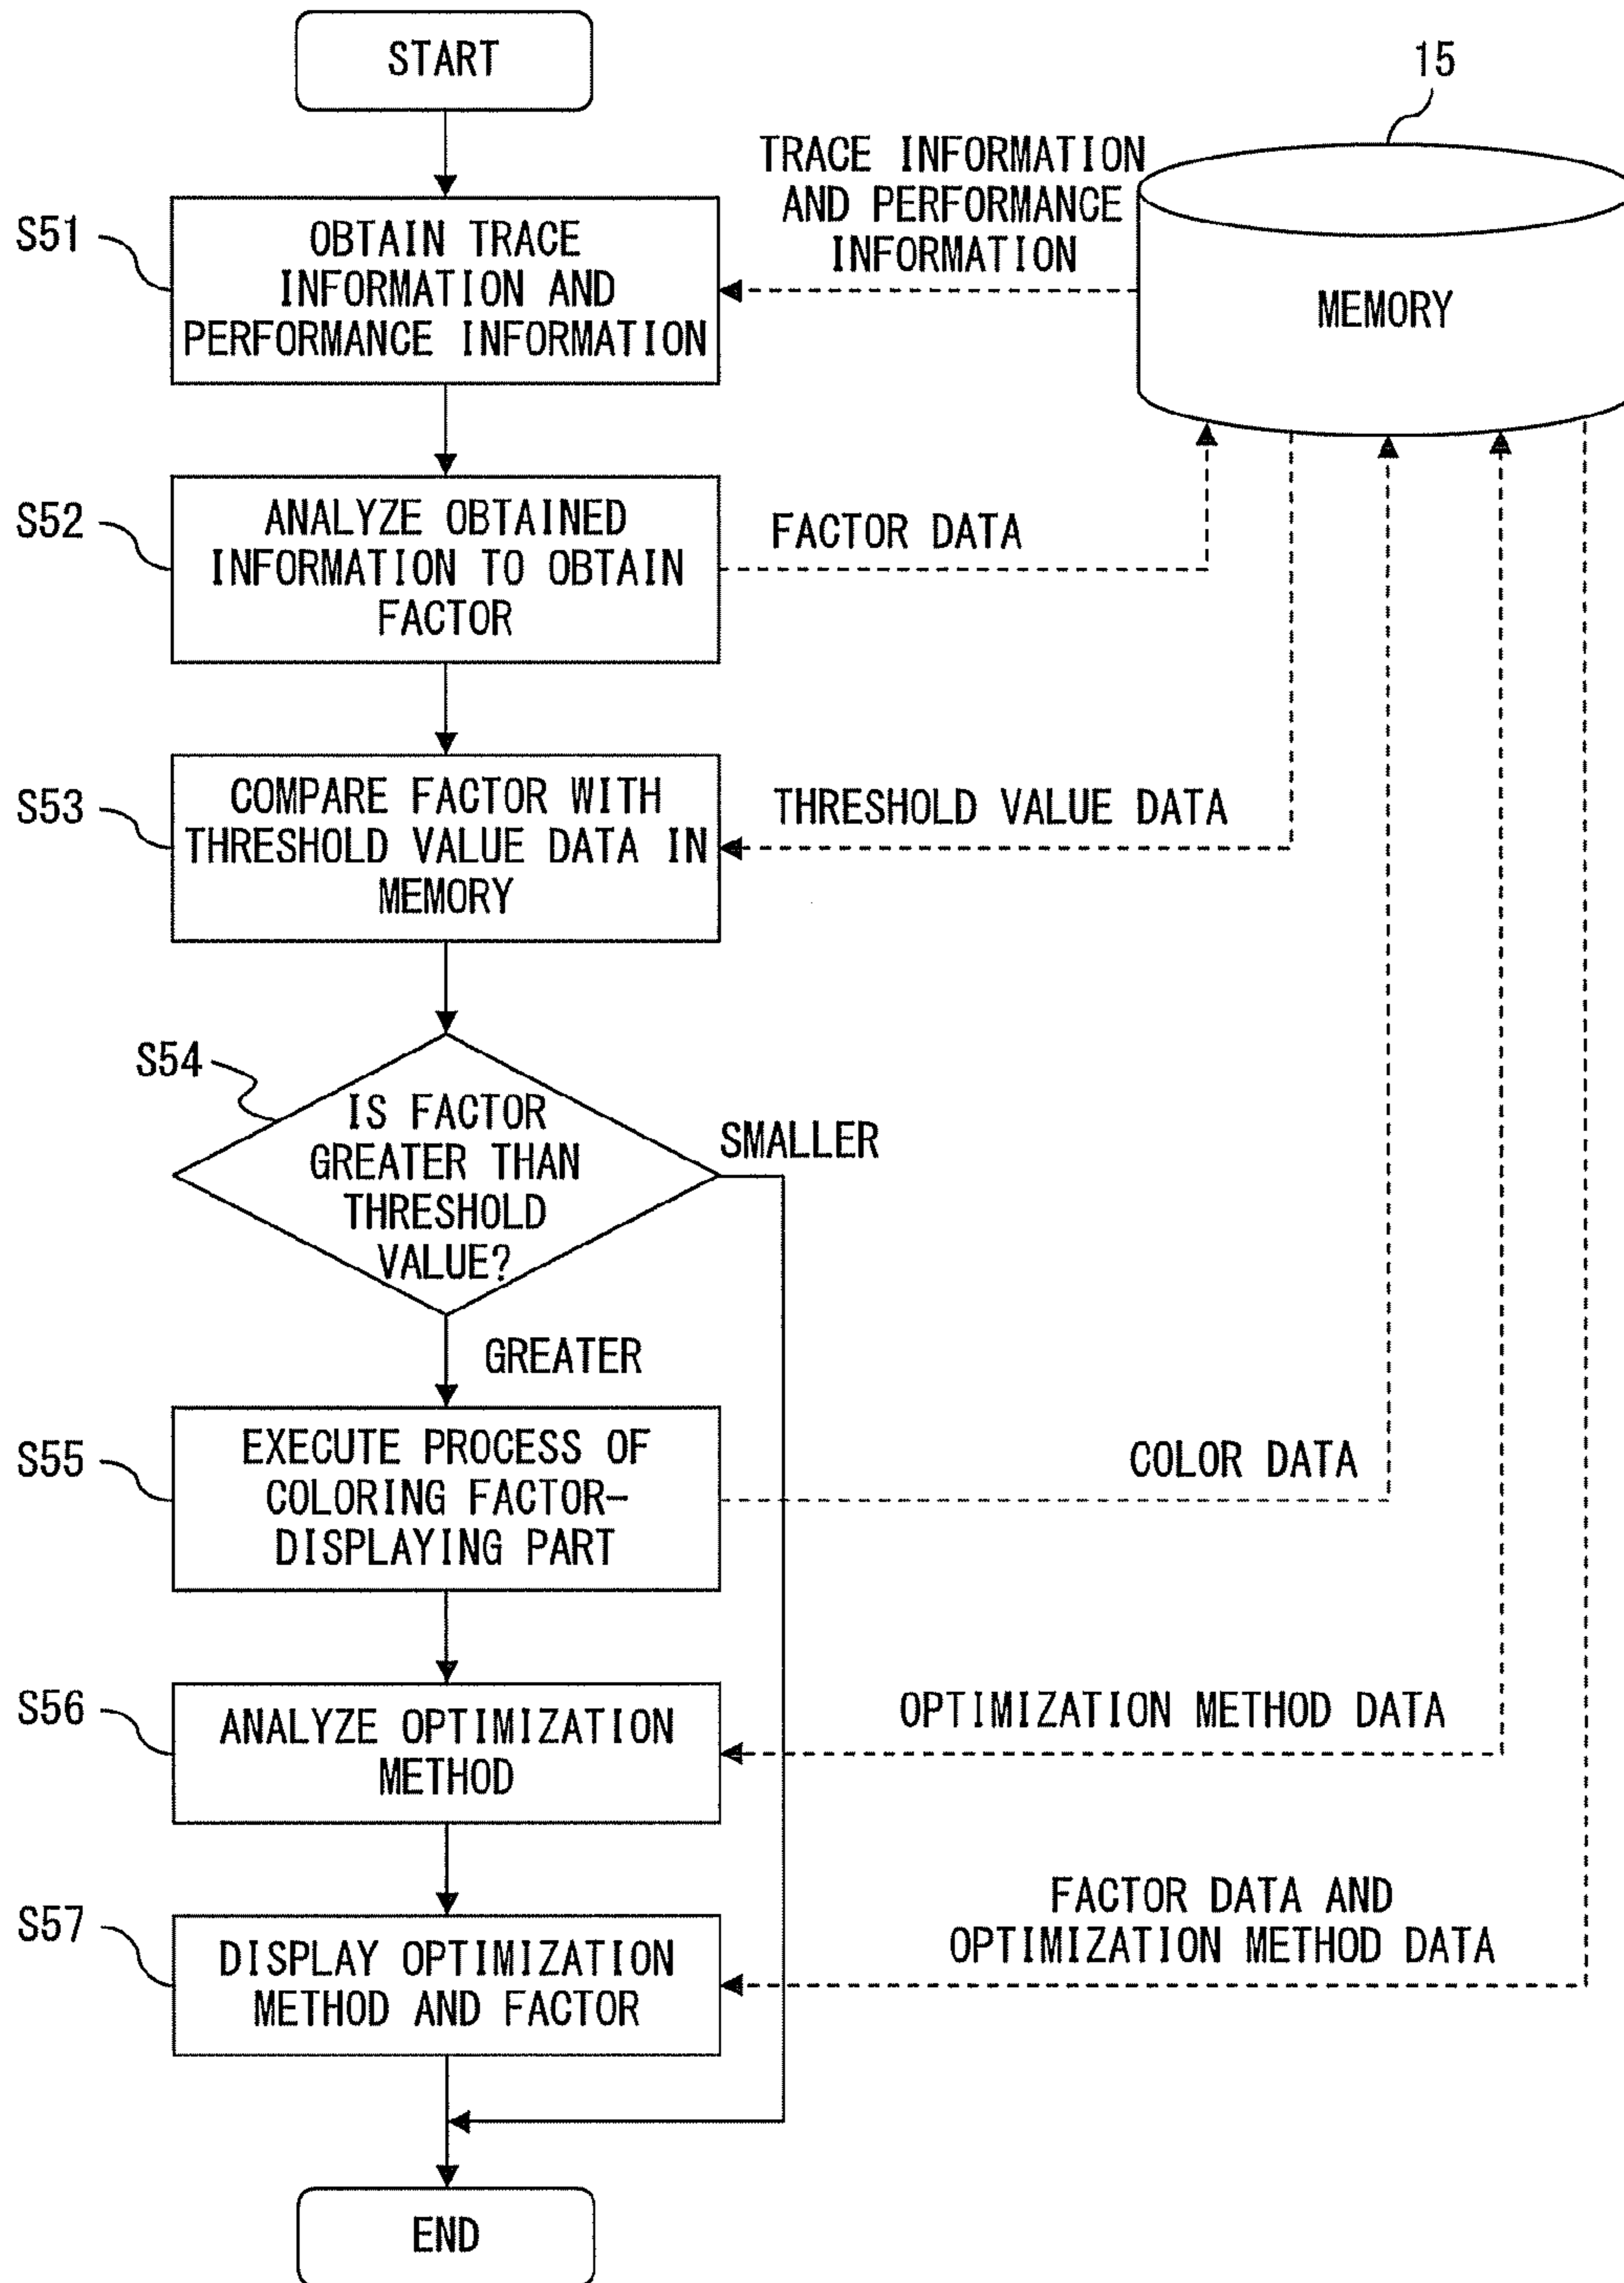 START
15
TRACE INFORMATION
AND PERFORMANCE
INFORMATION
S51
OBTAIN TRACE
INFORMATION AND
PERFORMANCE INFORMATION
MEMORY
S52
ANALYZE OBTAINED
INFORMATION TO OBTAIN
FACTOR
FACTOR DATA
S53
COMPARE FACTOR WITH
THRESHOLD VALUE DATA IN
MEMORY
THRESHOLD VALUE DATA
S54
IS FACTOR
GREATER THAN
THRESHOLD
VALUE?
SMALLER
GREATER
S55
EXECUTE PROCESS OF
COLORING FACTOR-
DISPLAYING PART
COLOR DATA
S56
ANALYZE OPTIMIZATION
METHOD
OPTIMIZATION METHOD DATA
S57
DISPLAY OPTIMIZATION
METHOD AND FACTOR
FACTOR DATA AND
OPTIMIZATION METHOD DATA
END